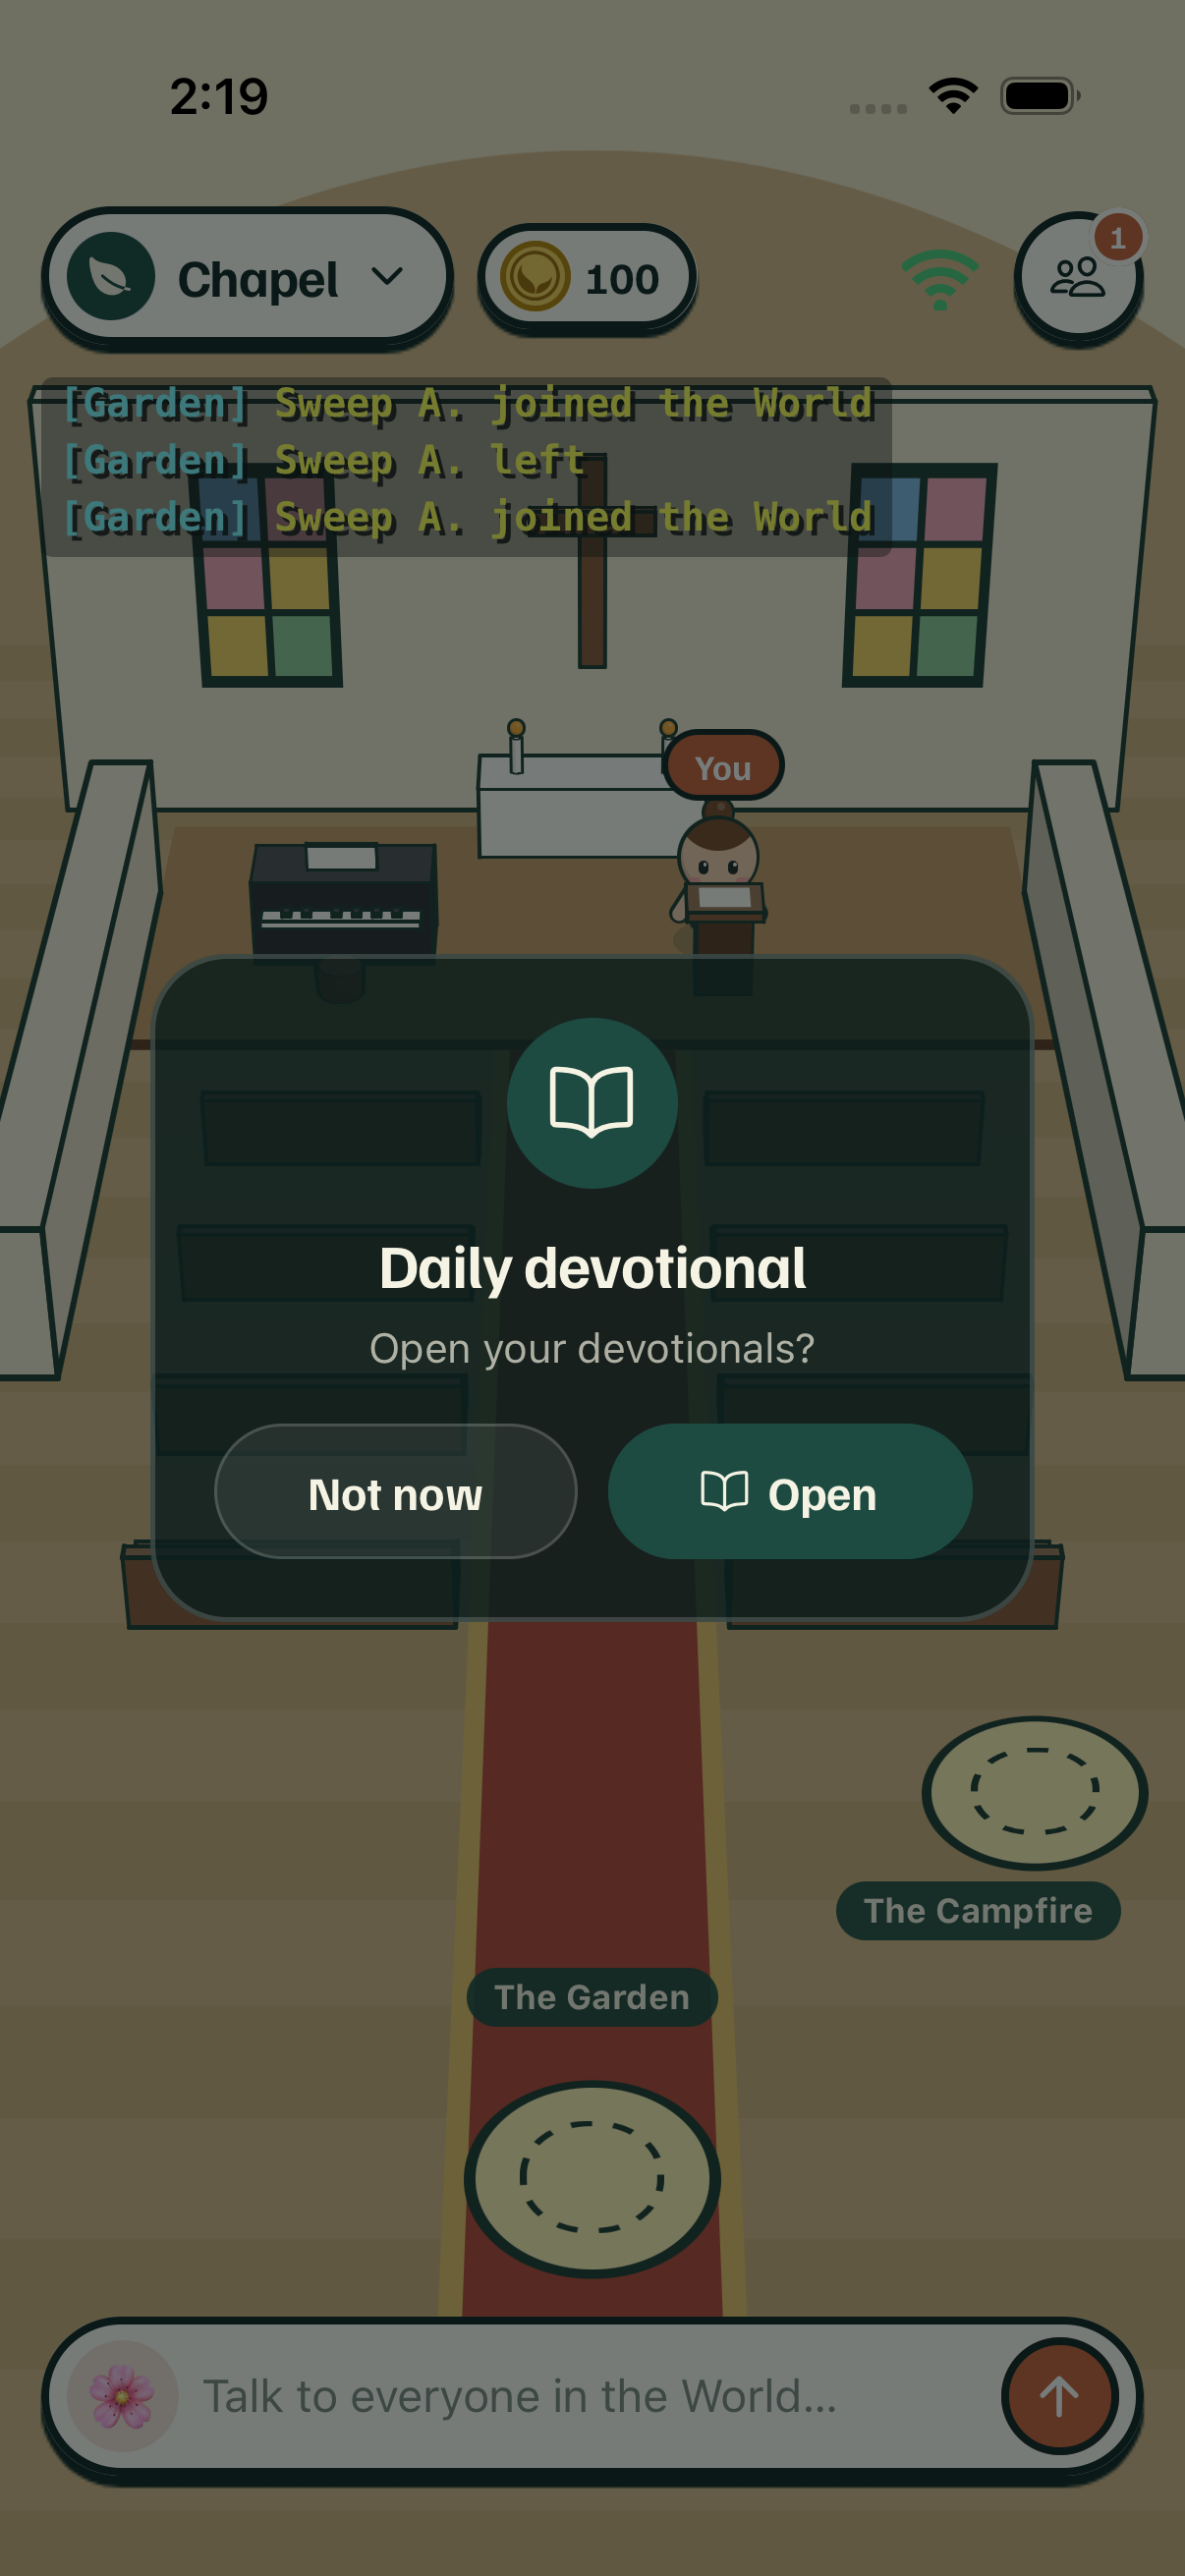 2:19
Chapel
100
1
[Garden] Sweep A. joined the World
[Garden] Sweep A. left
[Garden] Sweep A. joined the World
You
Daily devotional
Open your devotionals?
Not now
Open
The Campfire
The Garden
Talk to everyone in the World...